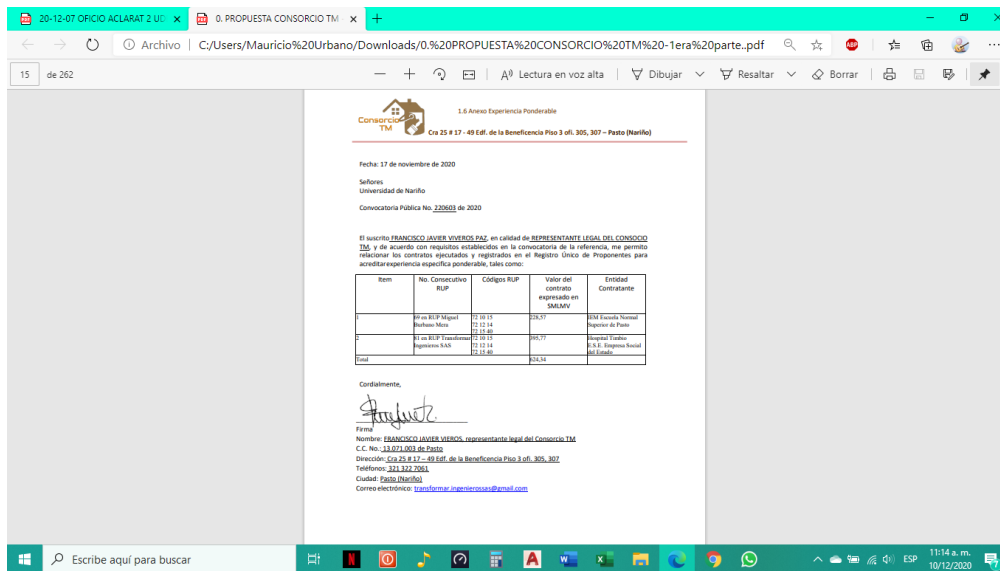 20-12-07 OFICIO ACLARAT 2 UD
0. PROPUESTA CONSORCIO TM -
Archivo
C:/Users/Mauricio%20Urbano/Downloads/0.%20PROPUESTA%20CONSORCIO%20TM%20-1era%20parte..pdf
ABP
15 de 262
Lectura en voz alta
Dibujar
Resaltar
Borrar
Consorcio
TM
1.6 Anexo Experiencia Ponderable
Cra 25 # 17 - 49 Edf. de la Beneficencia Piso 3 ofi. 305, 307 – Pasto (Nariño)
Fecha: 17 de noviembre de 2020
Señores
Universidad de Nariño
Convocatoria Pública No. 220603 de 2020
El suscrito FRANCISCO JAVIER VIVEROS PAZ, en calidad de REPRESENTANTE LEGAL DEL CONSOCIO
TM, y de acuerdo con requisitos establecidos en la convocatoria de la referencia, me permito
relacionar los contratos ejecutados y registrados en el Registro Único de Proponentes para
acreditarexperiencia especifica ponderable, tales como:
Item No. Consecutivo RUP Códigos RUP Valor del contrato expresado en SMLMV Entidad Contratante
1 69 en RUP Miguel Burbano Mera 72 10 15 72 12 14 72 15 40 228,57 IEM Escuela Normal Superior de Pasto
2 81 en RUP Transformar Ingenieros SAS 72 10 15 72 12 14 72 15 40 395,77 Hospital Timbio E.S.E. Empresa Social del Estado
Total 624,34
Cordialmente,
Firma
Nombre: FRANCISCO JAVIER VIEROS, representante legal del Consorcio TM
C.C. No.: 13.071.003 de Pasto
Dirección: Cra 25 # 17 – 49 Edf. de la Beneficencia Piso 3 ofi. 305, 307
Teléfonos: 321 322 7061
Ciudad: Pasto (Nariño)
Correo electrónico: transformar.ingenierossas@gmail.com
Escribe aquí para buscar
ESP
11:14 a. m.
10/12/2020